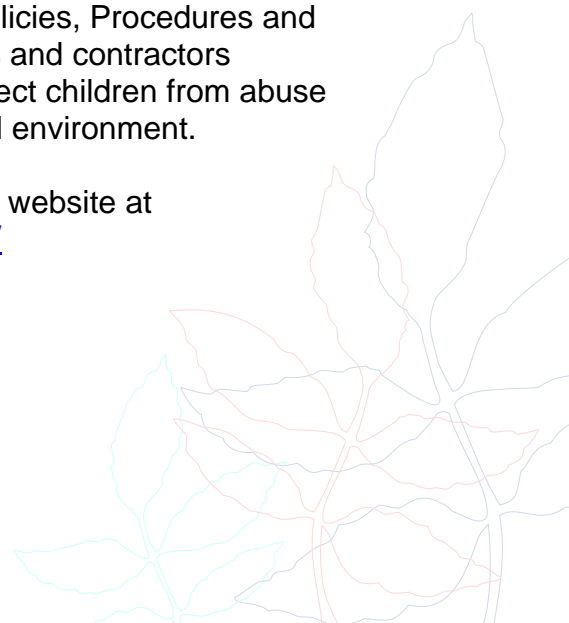 licies, Procedures and
and contractors
ect children from abuse
environment.
website at